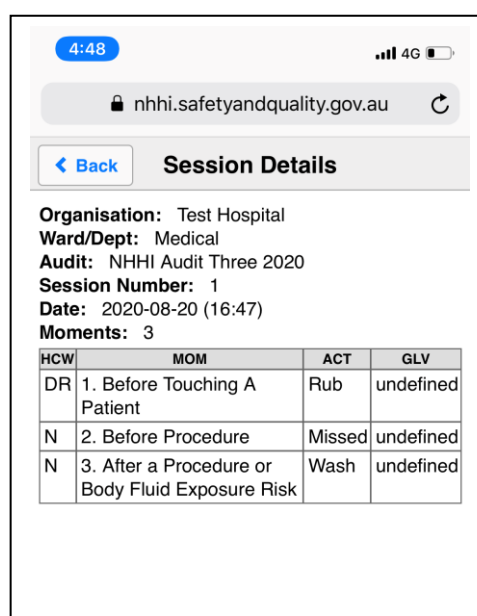 4:48
4G
nhhi.safetyandquality.gov.au
Back
Session Details
Organisation: Test Hospital
Ward/Dept: Medical
Audit: NHHI Audit Three 2020
Session Number: 1
Date: 2020-08-20 (16:47)
Moments: 3
HCW MOM ACT GLV
DR 1. Before Touching A Rub undefined
Patient
N 2. Before Procedure Missed undefined
N 3. After a Procedure or Wash undefined
Body Fluid Exposure Risk